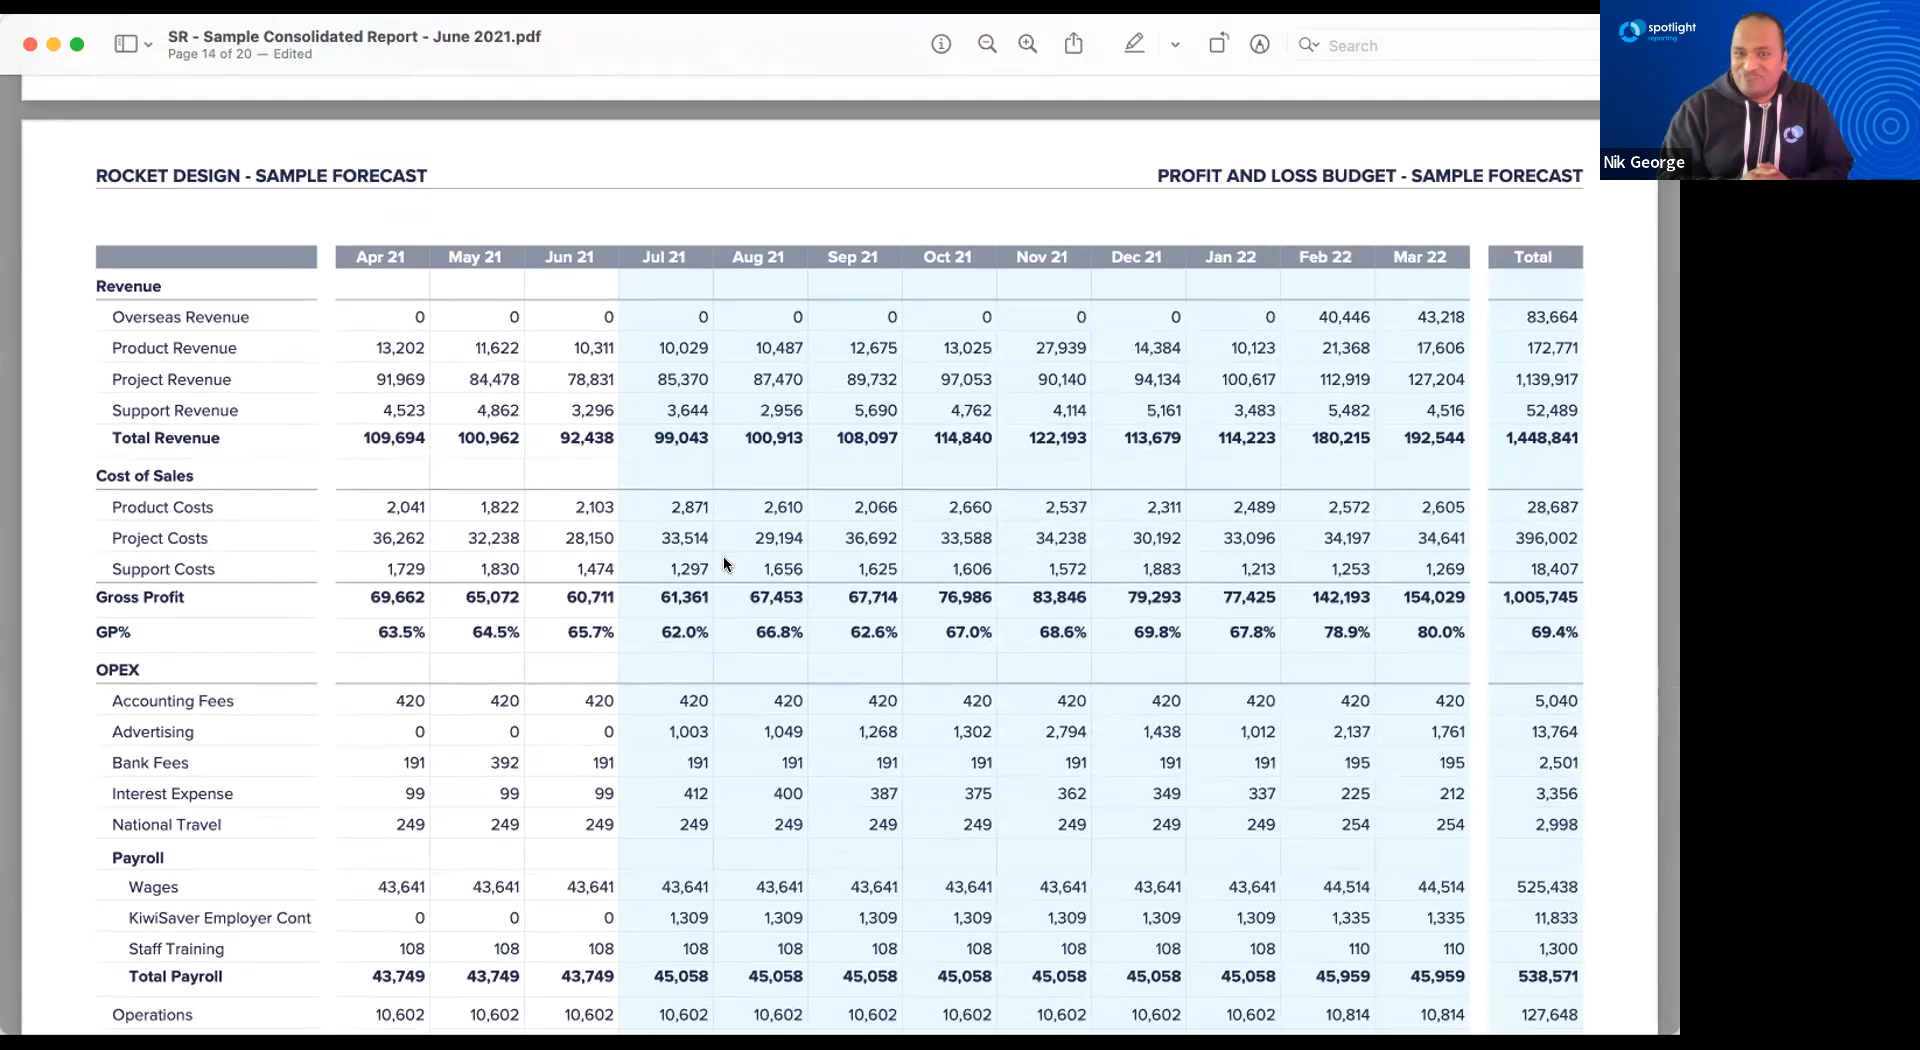 SR - Sample Consolidated Report - June 2021.pdf
Page 14 of 20 — Edited
Search
spotlight
reporting
Nik George
ROCKET DESIGN - SAMPLE FORECAST PROFIT AND LOSS BUDGET - SAMPLE FORECAST
Apr 21 May 21 Jun 21 Jul 21 Aug 21 Sep 21 Oct 21 Nov 21 Dec 21 Jan 22 Feb 22 Mar 22 Total
Revenue
Overseas Revenue 0 0 0 0 0 0 0 0 0 0 40,446 43,218 83,664
Product Revenue 13,202 11,622 10,311 10,029 10,487 12,675 13,025 27,939 14,384 10,123 21,368 17,606 172,771
Project Revenue 91,969 84,478 78,831 85,370 87,470 89,732 97,053 90,140 94,134 100,617 112,919 127,204 1,139,917
Support Revenue 4,523 4,862 3,296 3,644 2,956 5,690 4,762 4,114 5,161 3,483 5,482 4,516 52,489
Total Revenue 109,694 100,962 92,438 99,043 100,913 108,097 114,840 122,193 113,679 114,223 180,215 192,544 1,448,841
Cost of Sales
Product Costs 2,041 1,822 2,103 2,871 2,610 2,066 2,660 2,537 2,311 2,489 2,572 2,605 28,687
Project Costs 36,262 32,238 28,150 33,514 29,194 36,692 33,588 34,238 30,192 33,096 34,197 34,641 396,002
Support Costs 1,729 1,830 1,474 1,297 1,656 1,625 1,606 1,572 1,883 1,213 1,253 1,269 18,407
Gross Profit 69,662 65,072 60,711 61,361 67,453 67,714 76,986 83,846 79,293 77,425 142,193 154,029 1,005,745
GP% 63.5% 64.5% 65.7% 62.0% 66.8% 62.6% 67.0% 68.6% 69.8% 67.8% 78.9% 80.0% 69.4%
OPEX
Accounting Fees 420 420 420 420 420 420 420 420 420 420 420 420 5,040
Advertising 0 0 0 1,003 1,049 1,268 1,302 2,794 1,438 1,012 2,137 1,761 13,764
Bank Fees 191 392 191 191 191 191 191 191 191 191 195 195 2,501
Interest Expense 99 99 99 412 400 387 375 362 349 337 225 212 3,356
National Travel 249 249 249 249 249 249 249 249 249 249 254 254 2,998
Payroll
Wages 43,641 43,641 43,641 43,641 43,641 43,641 43,641 43,641 43,641 43,641 44,514 44,514 525,438
KiwiSaver Employer Cont 0 0 0 1,309 1,309 1,309 1,309 1,309 1,309 1,309 1,335 1,335 11,833
Staff Training 108 108 108 108 108 108 108 108 108 108 110 110 1,300
Total Payroll 43,749 43,749 43,749 45,058 45,058 45,058 45,058 45,058 45,058 45,058 45,959 45,959 538,571
Operations 10,602 10,602 10,602 10,602 10,602 10,602 10,602 10,602 10,602 10,602 10,814 10,814 127,648